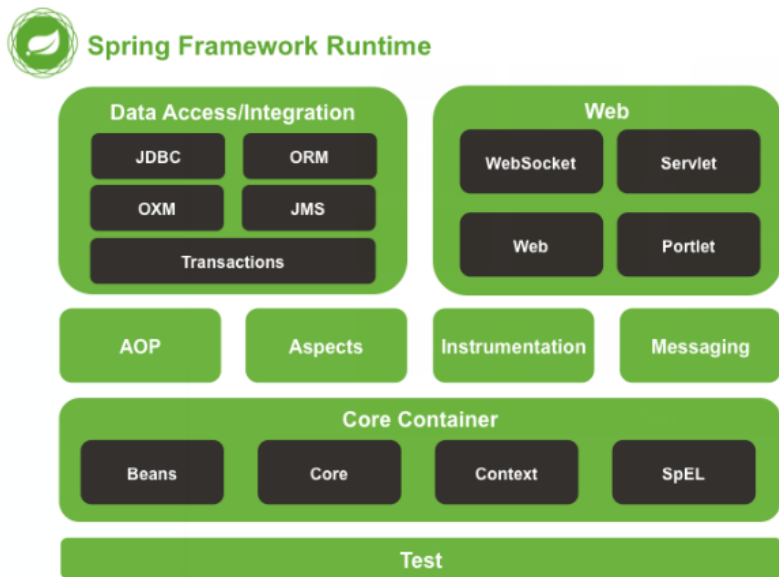 Spring Framework Runtime
Data Access/Integration
JDBC
ORM
OXM
JMS
Transactions
Web
WebSocket
Servlet
Web
Portlet
AOP
Aspects
Instrumentation
Messaging
Core Container
Beans
Core
Context
SpEL
Test